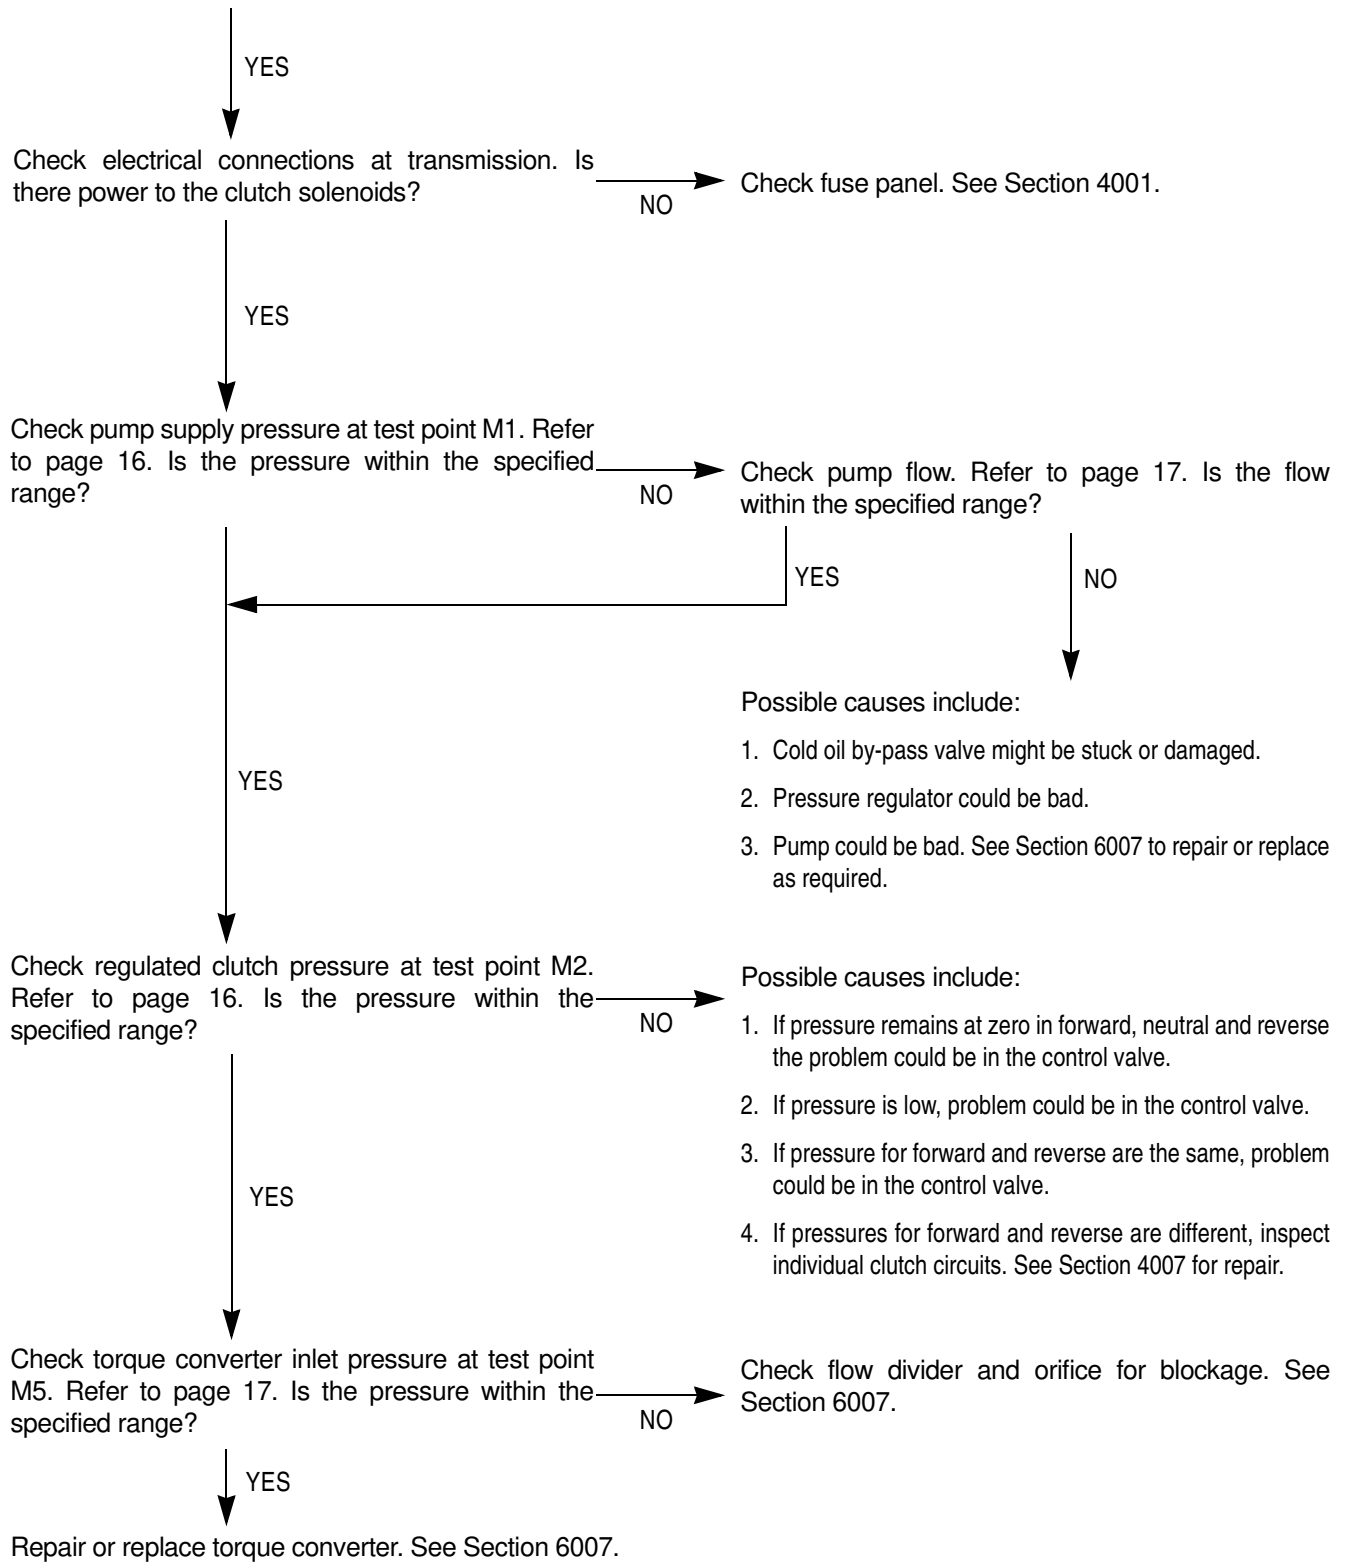 YES
Check electrical connections at transmission. Is
there power to the clutch solenoids?
NO
Check fuse panel. See Section 4001.
YES
Check pump supply pressure at test point M1. Refer
to page 16. Is the pressure within the specified
range?
NO
Check pump flow. Refer to page 17. Is the flow
within the specified range?
YES
NO
Possible causes include:
1. Cold oil by-pass valve might be stuck or damaged.
2. Pressure regulator could be bad.
3. Pump could be bad. See Section 6007 to repair or replace
as required.
YES
Check regulated clutch pressure at test point M2.
Refer to page 16. Is the pressure within the
specified range?
NO
Possible causes include:
1. If pressure remains at zero in forward, neutral and reverse
the problem could be in the control valve.
2. If pressure is low, problem could be in the control valve.
3. If pressure for forward and reverse are the same, problem
could be in the control valve.
4. If pressures for forward and reverse are different, inspect
individual clutch circuits. See Section 4007 for repair.
YES
Check torque converter inlet pressure at test point
M5. Refer to page 17. Is the pressure within the
specified range?
NO
Check flow divider and orifice for blockage. See
Section 6007.
YES
Repair or replace torque converter. See Section 6007.